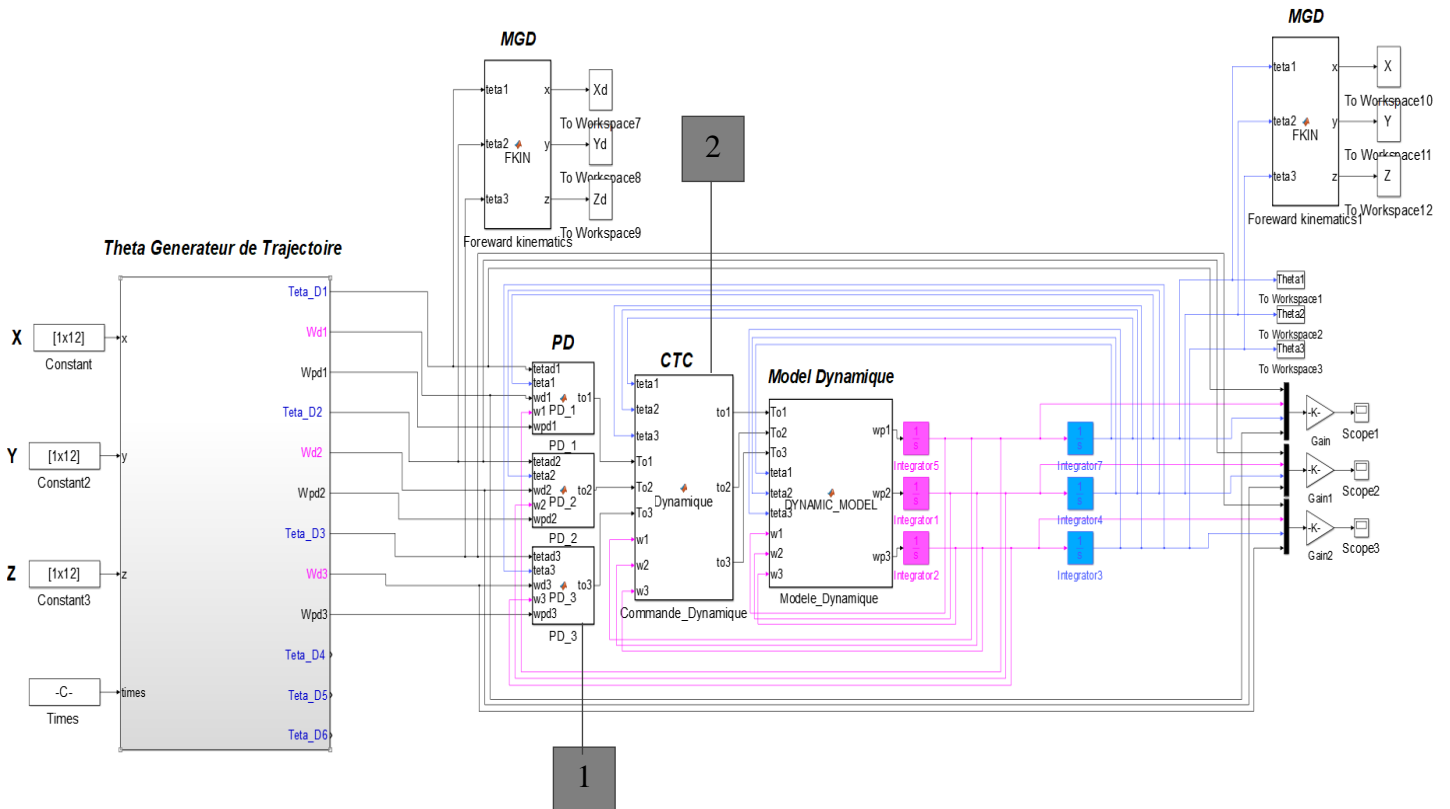 MGD
teta1
teta2
teta3
x
y
z
FKIN
Xd
To Workspace7
Yd
To Workspace8
Zd
To Workspace9
Foreward kinematics
2
MGD
teta1
teta2
teta3
x
y
z
FKIN
X
To Workspace10
Y
To Workspace11
Z
To Workspace12
Foreward kinematics1
Theta Generateur de Trajectoire
X
[1x12]
Constant
Y
[1x12]
Constant2
Z
[1x12]
Constant3
-C-
Times
x
y
z
times
Teta_D1
Wd1
Wpd1
Teta_D2
Wd2
Wpd2
Teta_D3
Wd3
Wpd3
Teta_D4
Teta_D5
Teta_D6
PD
tetad1
teta1
wd1
w1
wpd1
to1
PD_1
PD_1
tetad2
teta2
wd2
w2
wpd2
to2
PD_2
PD_2
tetad3
teta3
wd3
w3
wpd3
to3
PD_3
PD_3
1
CTC
teta1
teta2
teta3
To1
To2
To3
w1
w2
w3
Dynamique
to1
to2
to3
Commande_Dynamique
Model Dynamique
To1
To2
To3
teta1
teta2
teta3
w1
w2
w3
DYNAMIC_MODEL
wp1
wp2
wp3
Modele_Dynamique
1
s
Integrator5
1
s
Integrator1
1
s
Integrator2
1
s
Integrator7
1
s
Integrator4
1
s
Integrator3
Theta1
To Workspace1
Theta2
To Workspace2
Theta3
To Workspace3
-K-
Gain
Scope1
-K-
Gain1
Scope2
-K-
Gain2
Scope3